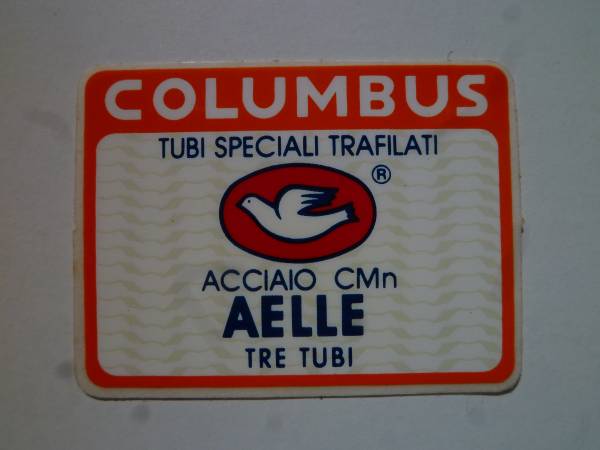 COLUMBUS
TUBI SPECIALI TRAFILATI
®
ACCIAIO CMn
AELLE
TRE TUBI